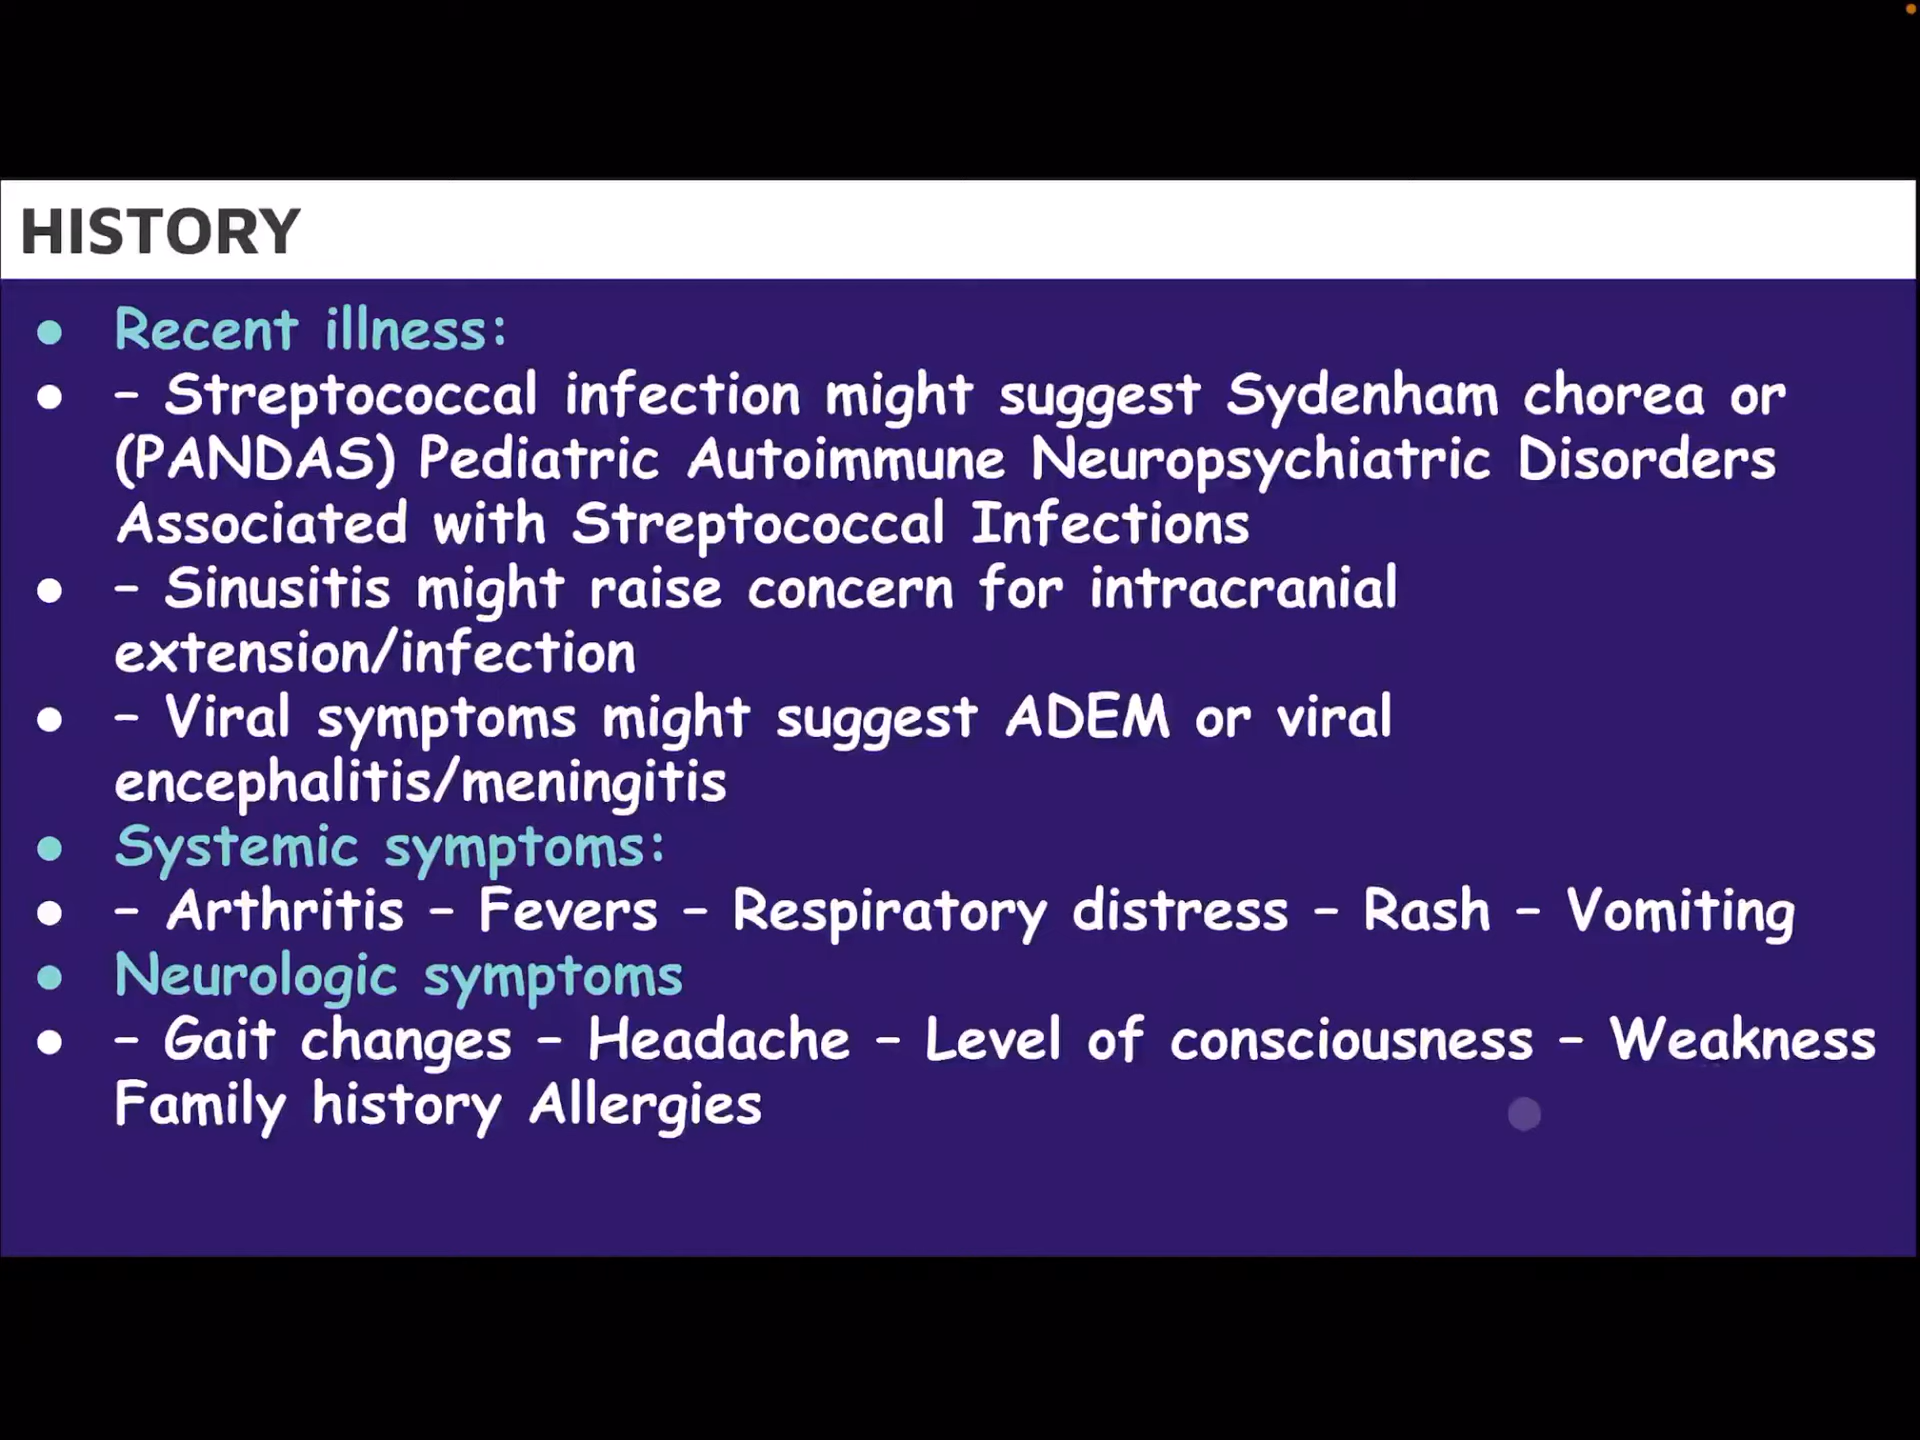 HISTORY
● Recent illness:
● – Streptococcal infection might suggest Sydenham chorea or
(PANDAS) Pediatric Autoimmune Neuropsychiatric Disorders
Associated with Streptococcal Infections
● – Sinusitis might raise concern for intracranial
extension/infection
● – Viral symptoms might suggest ADEM or viral
encephalitis/meningitis
● Systemic symptoms:
● – Arthritis – Fevers – Respiratory distress – Rash – Vomiting
● Neurologic symptoms
● – Gait changes – Headache – Level of consciousness – Weakness
Family history Allergies